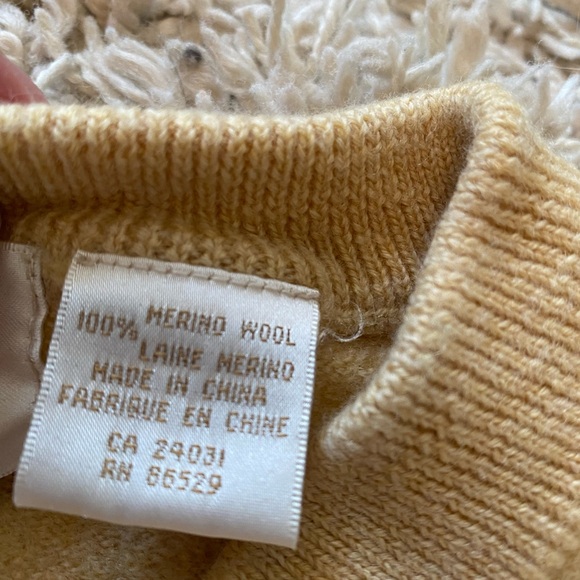 100% MERINO WOOL
LAINE MERINO
MADE IN CHINA
FABRIQUE EN CHINE
CA 24031
RN 66529